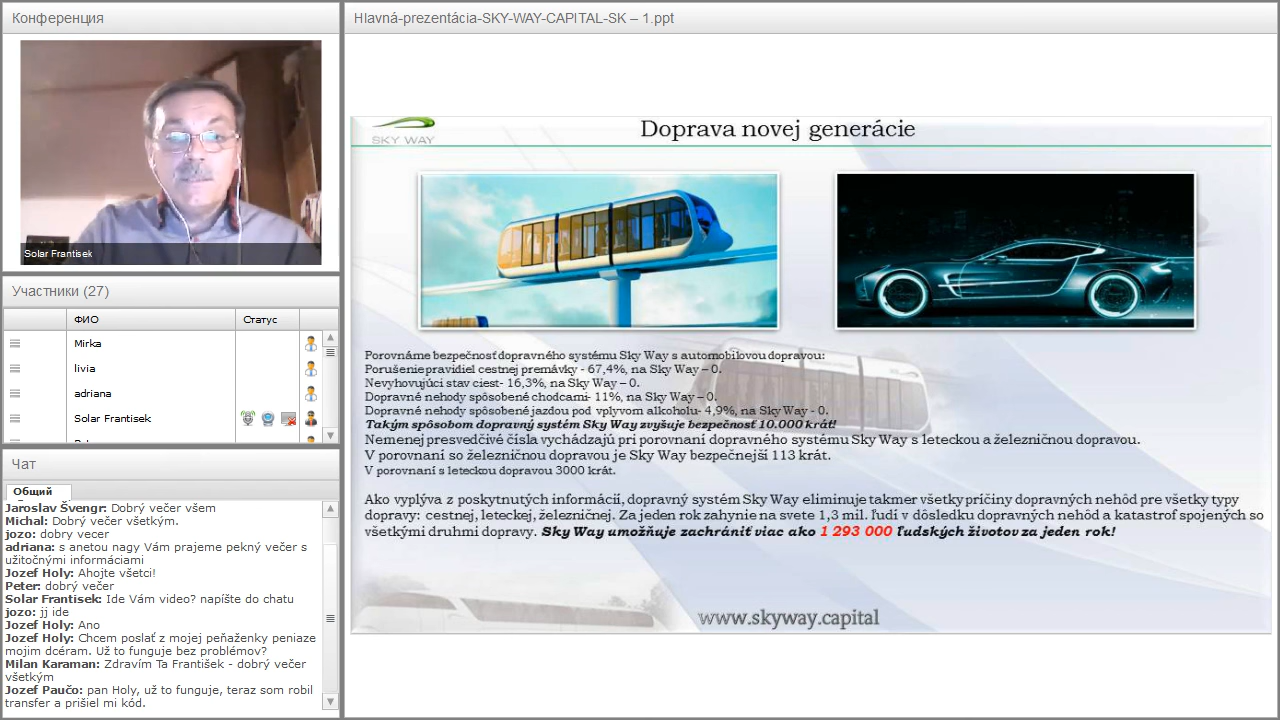 Конференция
Solar Frantisek
Участники (27)
ФИО
Статус
Mirka
livia
adriana
Solar Frantisek
Чат
Общий
Jaroslav Švengr: Dobrý večer všem
Michal: Dobrý večer všetkým.
jozo: dobry vecer
adriana: s anetou nagy Vám prajeme pekný večer s
užitočnými informáciami
Jozef Holy: Ahojte všetci!
Peter: dobrý večer
Solar Frantisek: Ide Vám video? napíšte do chatu
jozo: jj ide
Jozef Holy: Ano
Jozef Holy: Chcem poslať z mojej peňaženky peniaze
mojim dcéram. Už to funguje bez problémov?
Milan Karaman: Zdravím Ta František - dobrý večer
všetkým
Jozef Paučo: pan Holy, už to funguje, teraz som robil
transfer a prišiel mi kód.
Hlavná-prezentácia-SKY-WAY-CAPITAL-SK – 1.ppt
SKY WAY
Doprava novej generácie
Porovnáme bezpečnosť dopravného systému Sky Way s automobilovou dopravou:
Porušenie pravidiel cestnej premávky - 67,4%, na Sky Way – 0.
Nevyhovujúci stav ciest- 16,3%, na Sky Way – 0.
Dopravné nehody spôsobené chodcami- 11%, na Sky Way – 0.
Dopravné nehody spôsobené jazdou pod vplyvom alkoholu- 4,9%, na Sky Way - 0.
Takým spôsobom dopravný systém Sky Way zvyšuje bezpečnosť 10.000 krát!
Nemenej presvedčivé čísla vychádzajú pri porovnaní dopravného systému Sky Way s leteckou a železničnou dopravou.
V porovnaní so železničnou dopravou je Sky Way bezpečnejší 113 krát.
V porovnaní s leteckou dopravou 3000 krát.
Ako vyplýva z poskytnutých informácií, dopravný systém Sky Way eliminuje takmer všetky príčiny dopravných nehôd pre všetky typy
dopravy: cestnej, leteckej, železničnej. Za jeden rok zahynie na svete 1,3 mil. ľudí v dôsledku dopravných nehôd a katastrof spojených so
všetkými druhmi dopravy. Sky Way umožňuje zachrániť viac ako 1 293 000 ľudských životov za jeden rok!
www.skyway.capital